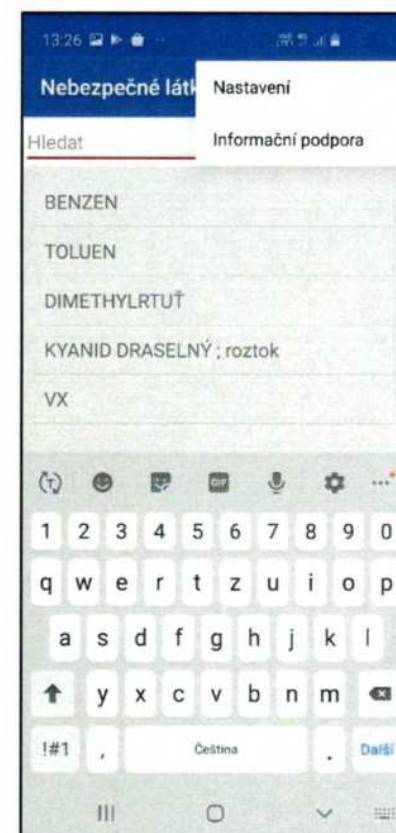 13:26
Nebezpečné látk
Nastavení
Hledat
Informační podpora
BENZEN
TOLUEN
DIMETHYLRTUŤ
KYANID DRASELNÝ ; roztok
VX
GIF
1 2 3 4 5 6 7 8 9 0
q w e r t z u i o p
a s d f g h j k l
y x c v b n m
!#1 , Čeština . Další